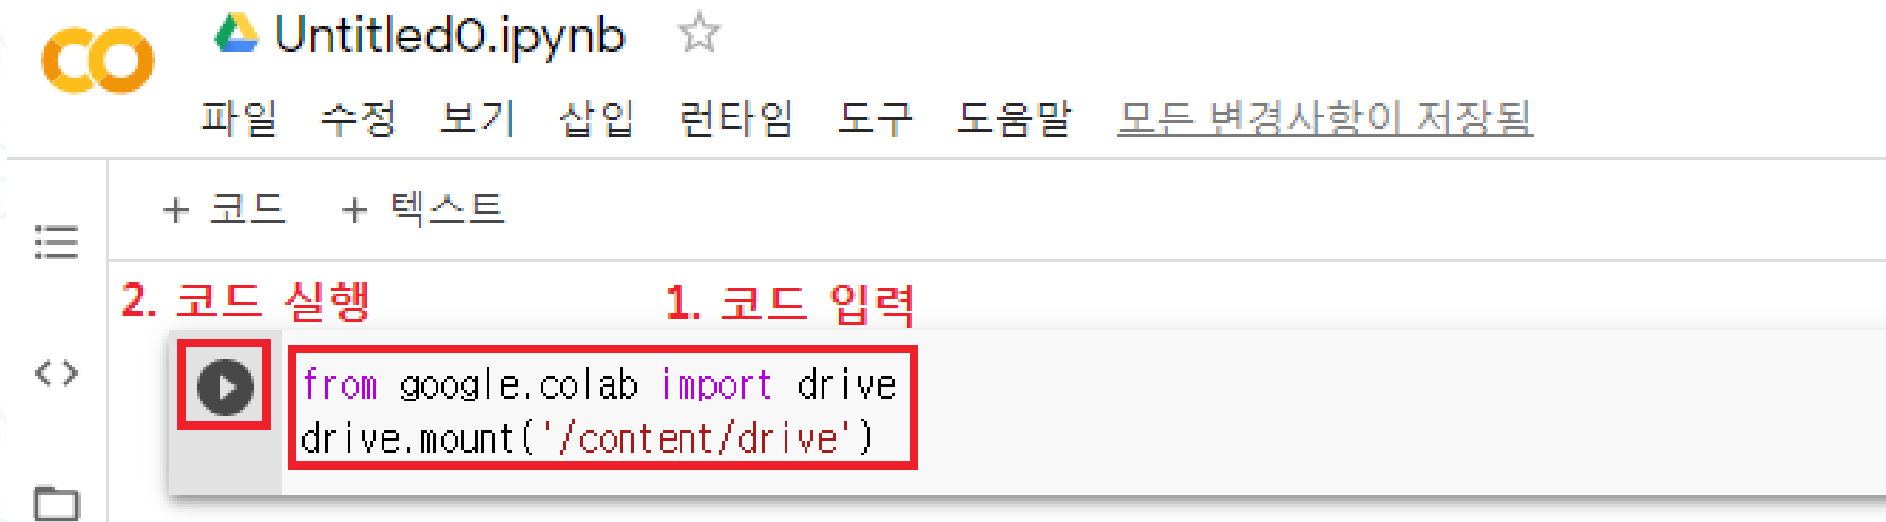 Untitled0.ipynb
파일 수정 보기 삽입 런타임 도구 도움말 모든 변경사항이 저장됨
+ 코드 + 텍스트
2. 코드 실행 1. 코드 입력
from google.colab import drive
drive.mount('/content/drive')